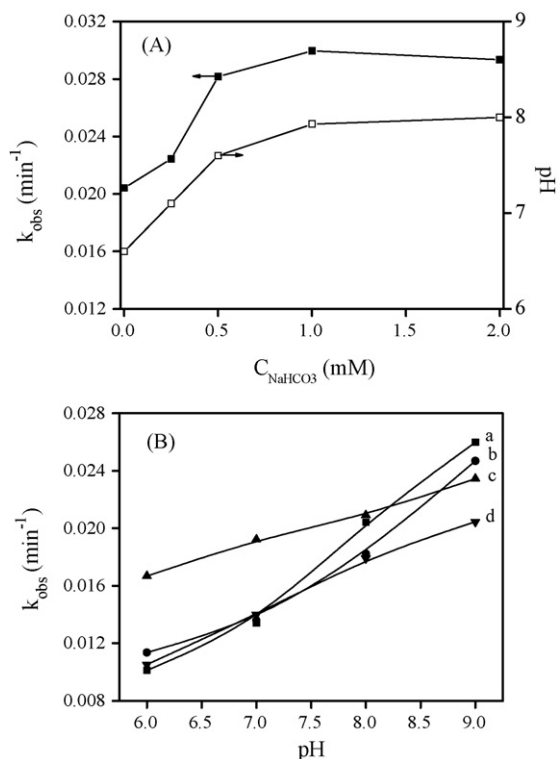 (A)
0.032
0.028
0.024
0.020
0.016
0.012
k_obs (min⁻¹)
9
8
7
6
pH
0.0 0.5 1.0 1.5 2.0
C_NaHCO3 (mM)
(B)
0.028
0.024
0.020
0.016
0.012
0.008
k_obs (min⁻¹)
a
b
c
d
6.0 6.5 7.0 7.5 8.0 8.5 9.0
pH